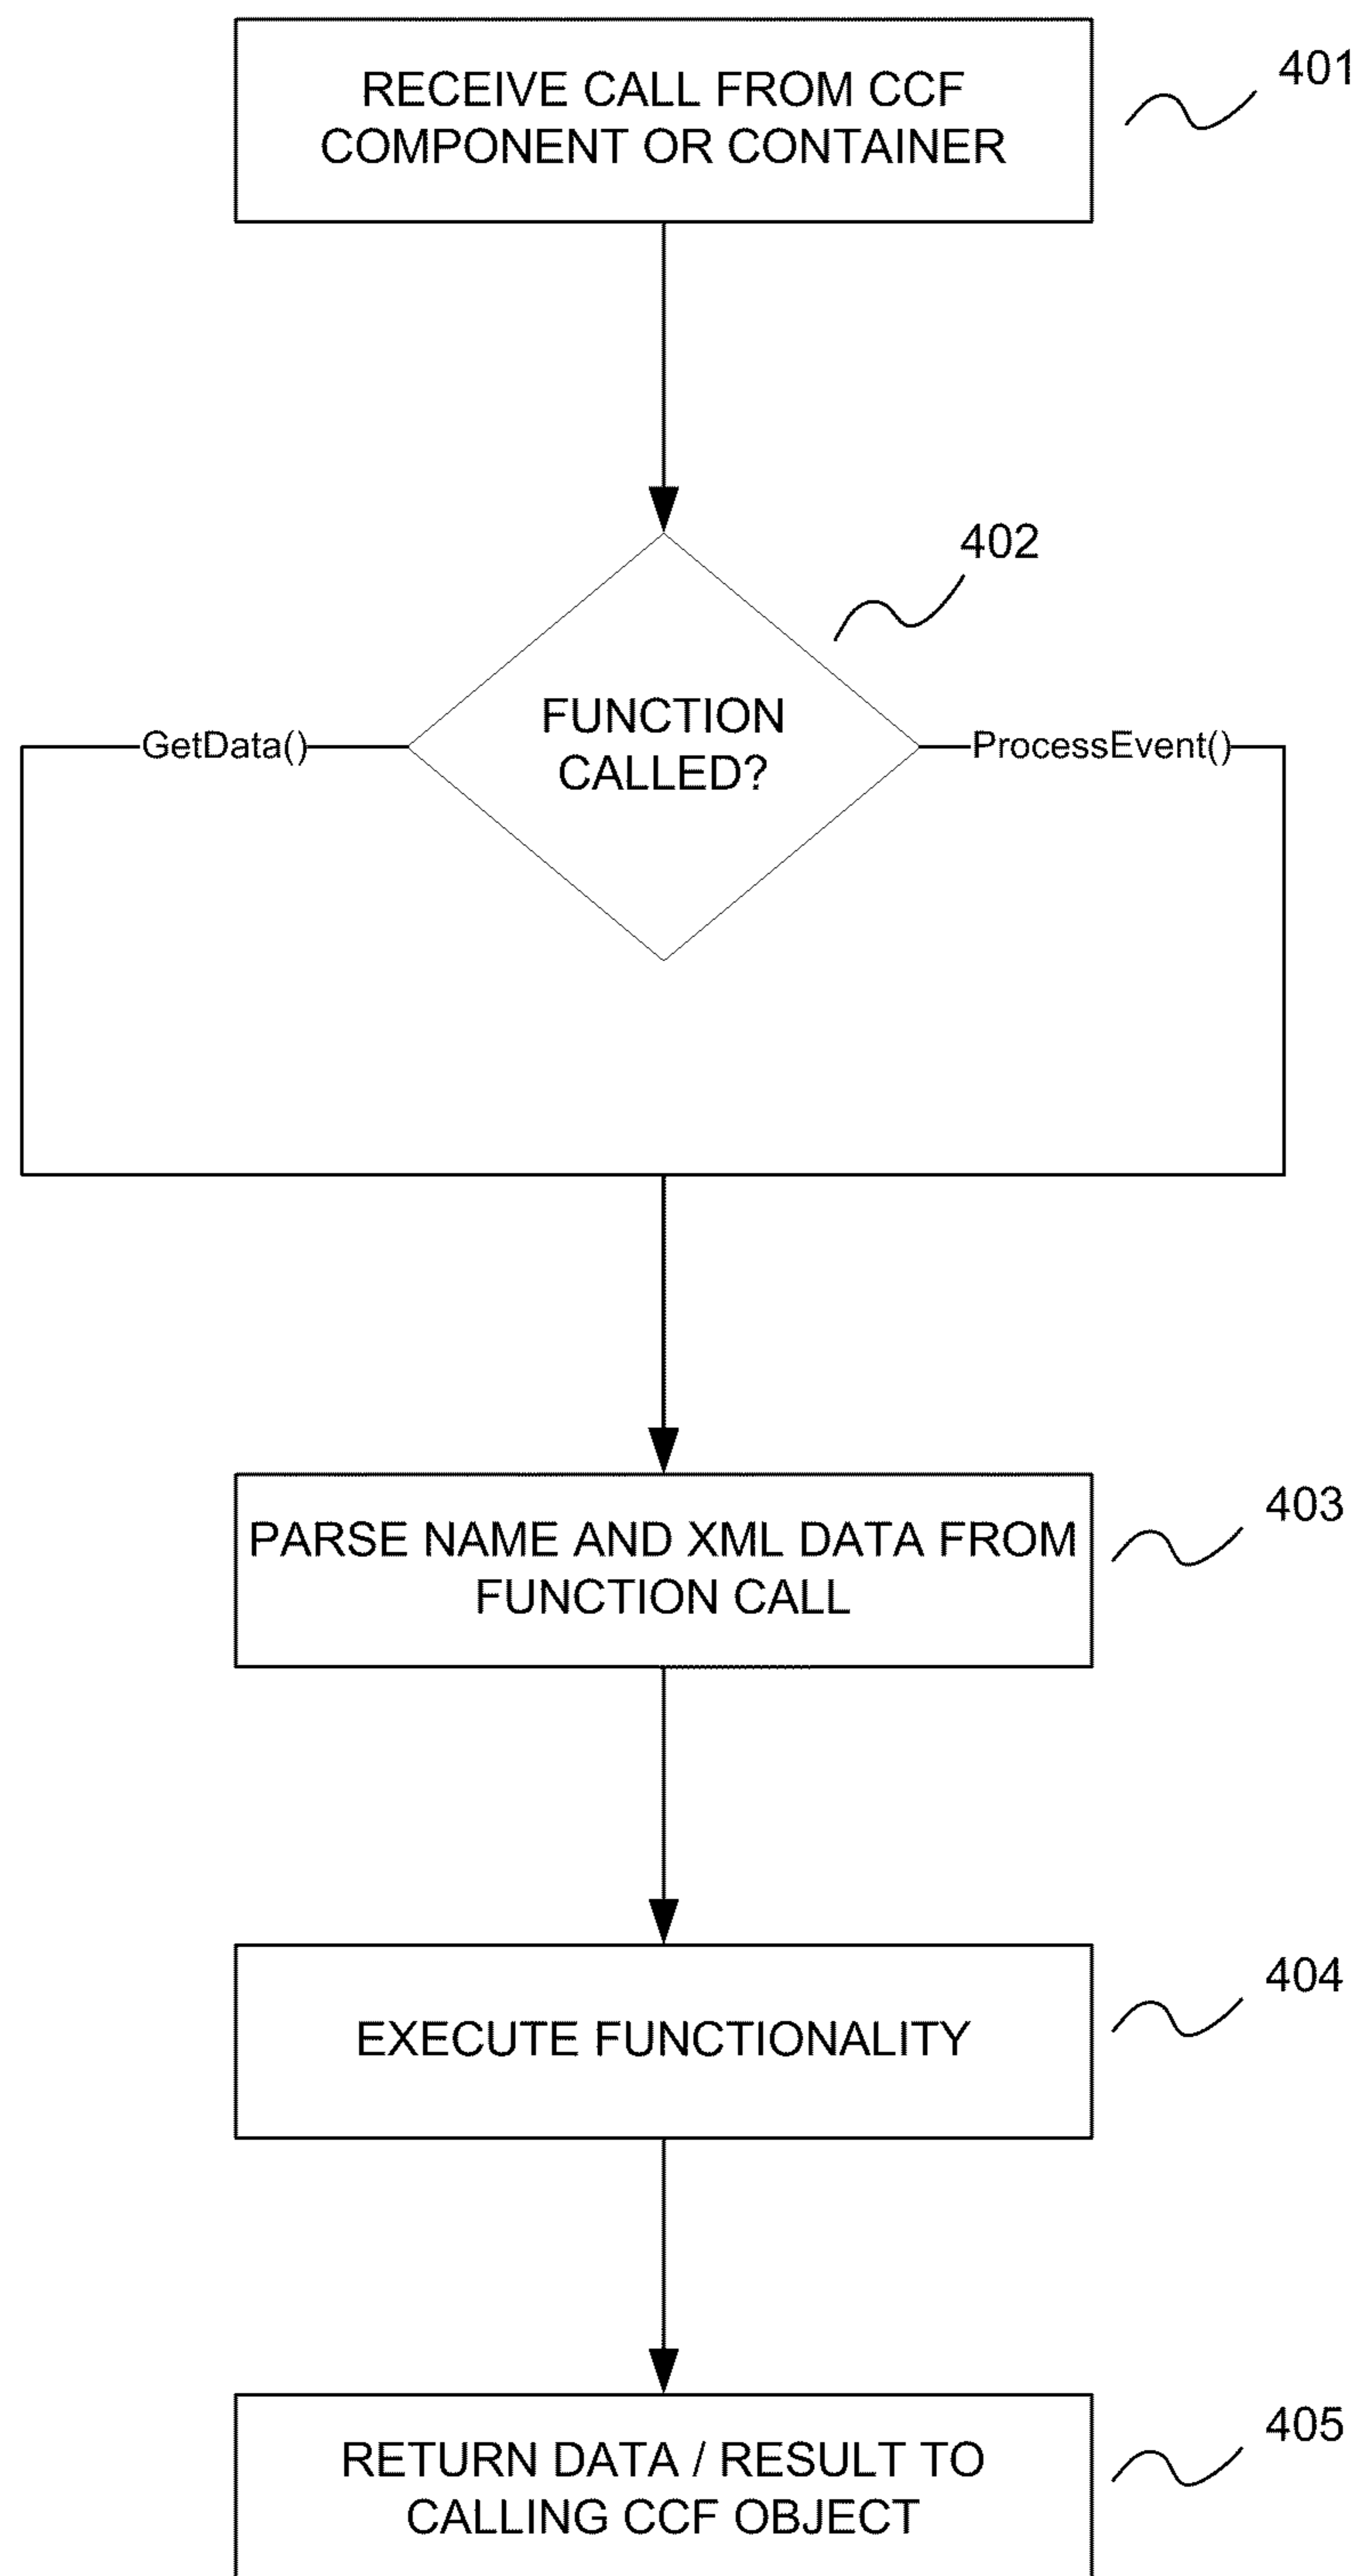 RECEIVE CALL FROM CCF
COMPONENT OR CONTAINER
401
402
FUNCTION
CALLED?
GetData()
ProcessEvent()
PARSE NAME AND XML DATA FROM
FUNCTION CALL
403
EXECUTE FUNCTIONALITY
404
RETURN DATA / RESULT TO
CALLING CCF OBJECT
405